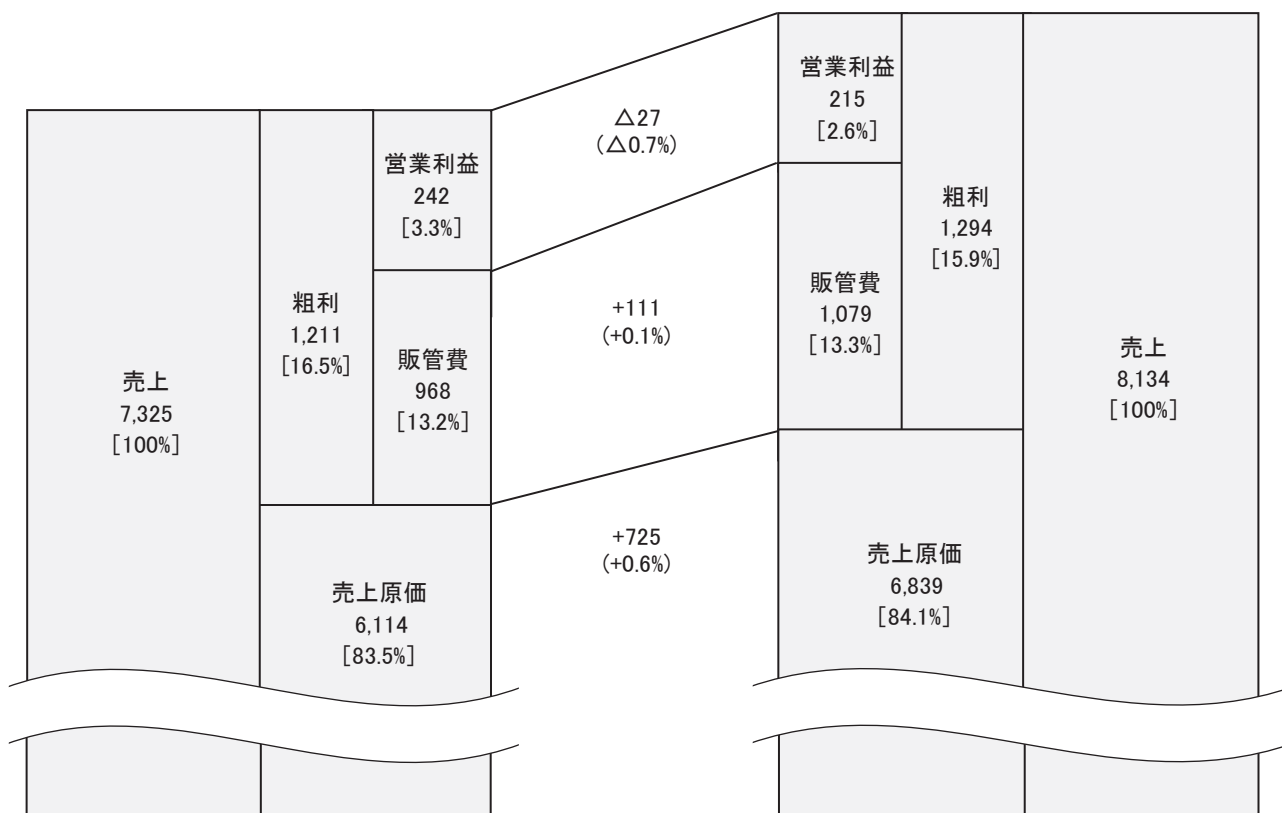 売上
7,325
[100%]
粗利
1,211
[16.5%]
営業利益
242
[3.3%]
販管費
968
[13.2%]
売上原価
6,114
[83.5%]
△27
(△0.7%)
+111
(+0.1%)
+725
(+0.6%)
営業利益
215
[2.6%]
販管費
1,079
[13.3%]
粗利
1,294
[15.9%]
売上原価
6,839
[84.1%]
売上
8,134
[100%]